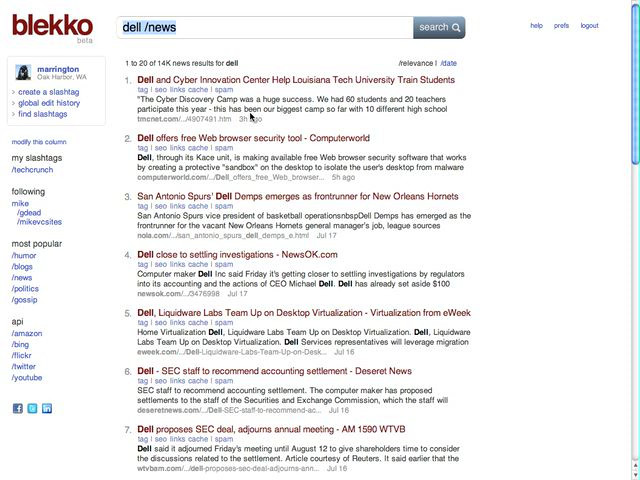 blekko
beta
dell /news
search
help prefs logout
marrington
Oak Harbor, WA
> create a slashtag
> global edit history
> find slashtags
modify this column
my slashtags
/techcrunch
following
mike
/gdead
/mikevcsites
most popular
/humor
/blogs
/news
/politics
/gossip
api
/amazon
/bing
/flickr
/twitter
/youtube
1 to 20 of 14K news results for dell
/relevance | /date
1. Dell and Cyber Innovation Center Help Louisiana Tech University Train Students
tag | seo links cache | spam
"The Cyber Discovery Camp was a huge success. We had 60 students and 20 teachers
participate this year - this has been our biggest camp so far with 10 different high school
tmcnet.com/.../4907491.htm 3h ago
2. Dell offers free Web browser security tool - Computerworld
tag | seo links cache | spam
Dell, through its Kace unit, is making available free Web browser security software that works
by creating a protective "sandbox" on the desktop to isolate the user's desktop from malware
computerworld.com/.../Dell_offers_free_Web_browser... 5h ago
3. San Antonio Spurs' Dell Demps emerges as frontrunner for New Orleans Hornets
tag | seo links cache | spam
San Antonio Spurs vice president of basketball operationsnbspDell Demps has emerged as the
frontrunner for the vacant New Orleans Hornets general manager's job, league sources
nola.com/.../san_antonio_spurs_dell_demps_e.html Jul 17
4. Dell close to settling investigations - NewsOK.com
tag | seo links cache | spam
Computer maker Dell Inc said Friday it's getting closer to settling investigations by regulators
into its accounting and the actions of CEO Michael Dell. Dell has already set aside $100
newsok.com/.../3476998 Jul 17
5. Dell, Liquidware Labs Team Up on Desktop Virtualization - Virtualization from eWeek
tag | seo links cache | spam
Home Virtualization Dell, Liquidware Labs Team Up on Desktop Virtualization. Dell, Liquidware
Labs Team Up on Desktop Virtualization. Dell Services representatives will leverage migration
eweek.com/.../Dell-Liquidware-Labs-Team-Up-on-Desk... Jul 16
6. Dell - SEC staff to recommend accounting settlement - Deseret News
tag | seo links cache | spam
SEC staff to recommend accounting settlement. The computer maker has proposed
settlements to the staff of the Securities and Exchange Commission, which the staff will
deseretnews.com/.../Dell-SEC-staff-to-recommend-ac... Jul 16
7. Dell proposes SEC deal, adjourns annual meeting - AM 1590 WTVB
tag | seo links cache | spam
Dell said it adjourned Friday's meeting until August 12 to give shareholders time to consider
the discussions related to the settlement. Article courtesy of Reuters. It said earlier that the
wtvbam.com/.../dell-proposes-sec-deal-adjourns-ann... Jul 16